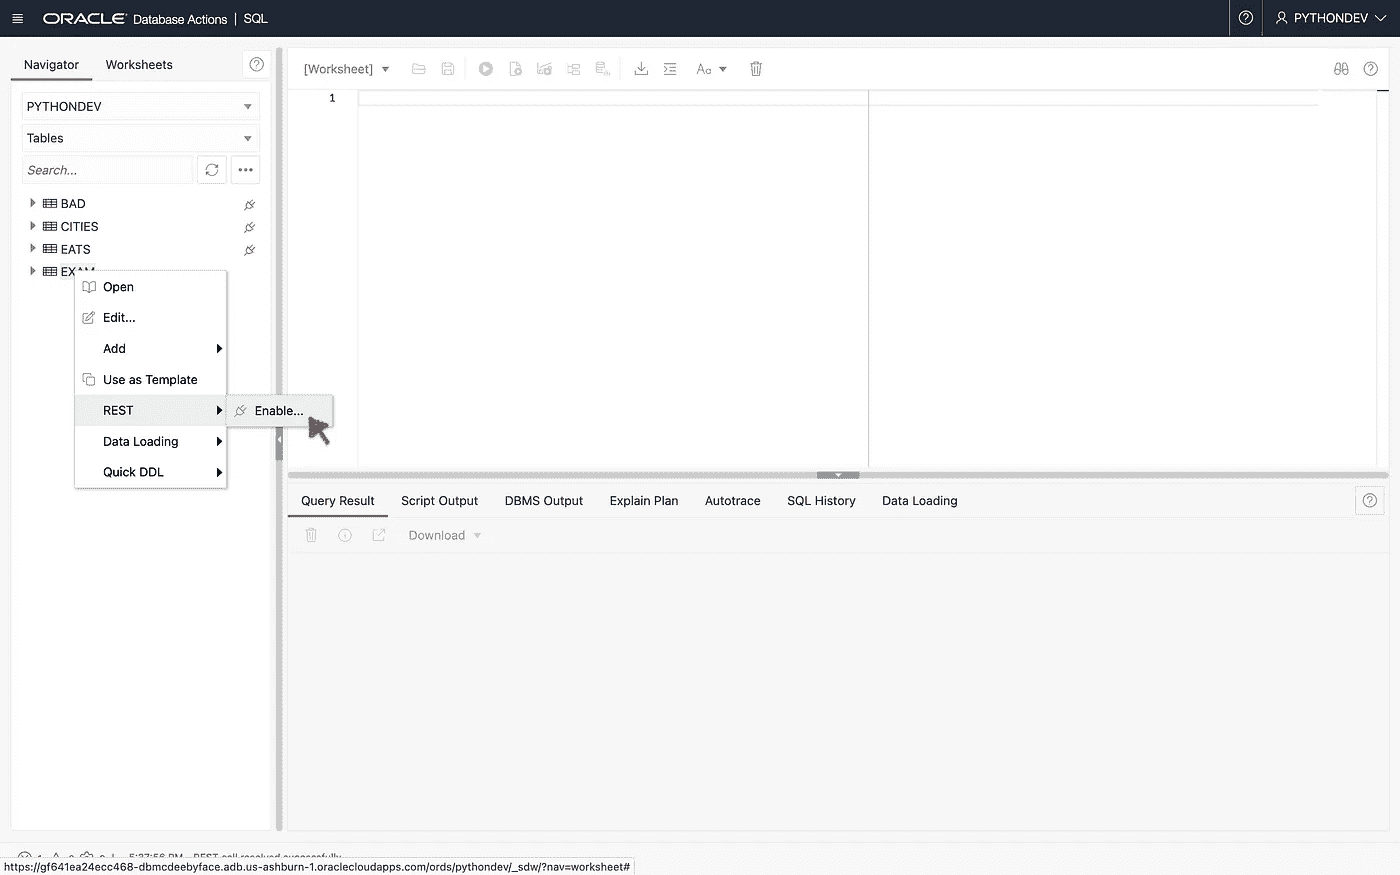 ORACLE Database Actions | SQL
PYTHONDEV
Navigator
Worksheets
PYTHONDEV
Tables
Search...
BAD
CITIES
EATS
EXAM
Open
Edit...
Add
Use as Template
REST
Enable...
Data Loading
Quick DDL
[Worksheet]
Aa
1
Query Result
Script Output
DBMS Output
Explain Plan
Autotrace
SQL History
Data Loading
Download
5:37:56 PM - REST call resolved successfully.
https://gf641ea24ecc468-dbmcdeebyface.adb.us-ashburn-1.oraclecloudapps.com/ords/pythondev/_sdw/?nav=worksheet#